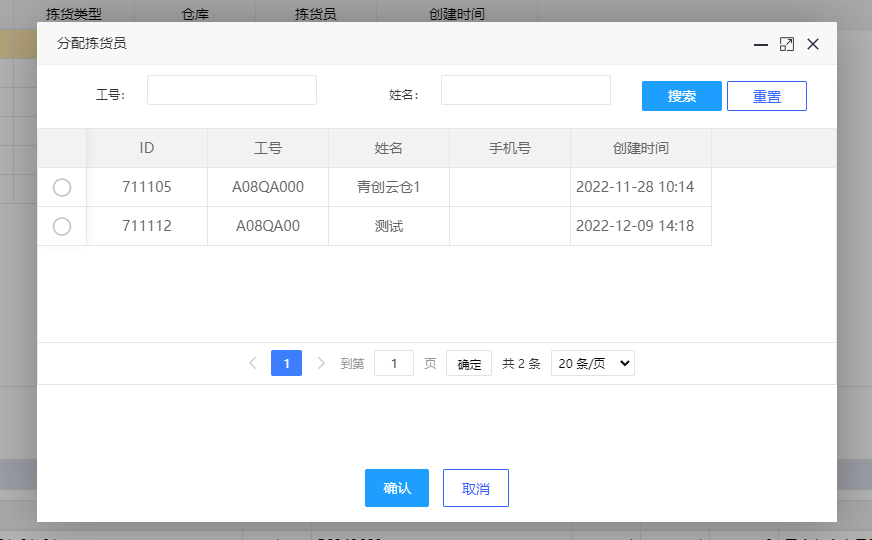 拣货类型 仓库 拣货员 创建时间
分配拣货员
工号： 姓名： 搜索 重置
ID 工号 姓名 手机号 创建时间
711105 A08QA000 青创云仓1 2022-11-28 10:14
711112 A08QA00 测试 2022-12-09 14:18
1 到第 1 页 确定 共 2 条 20 条/页
确认 取消